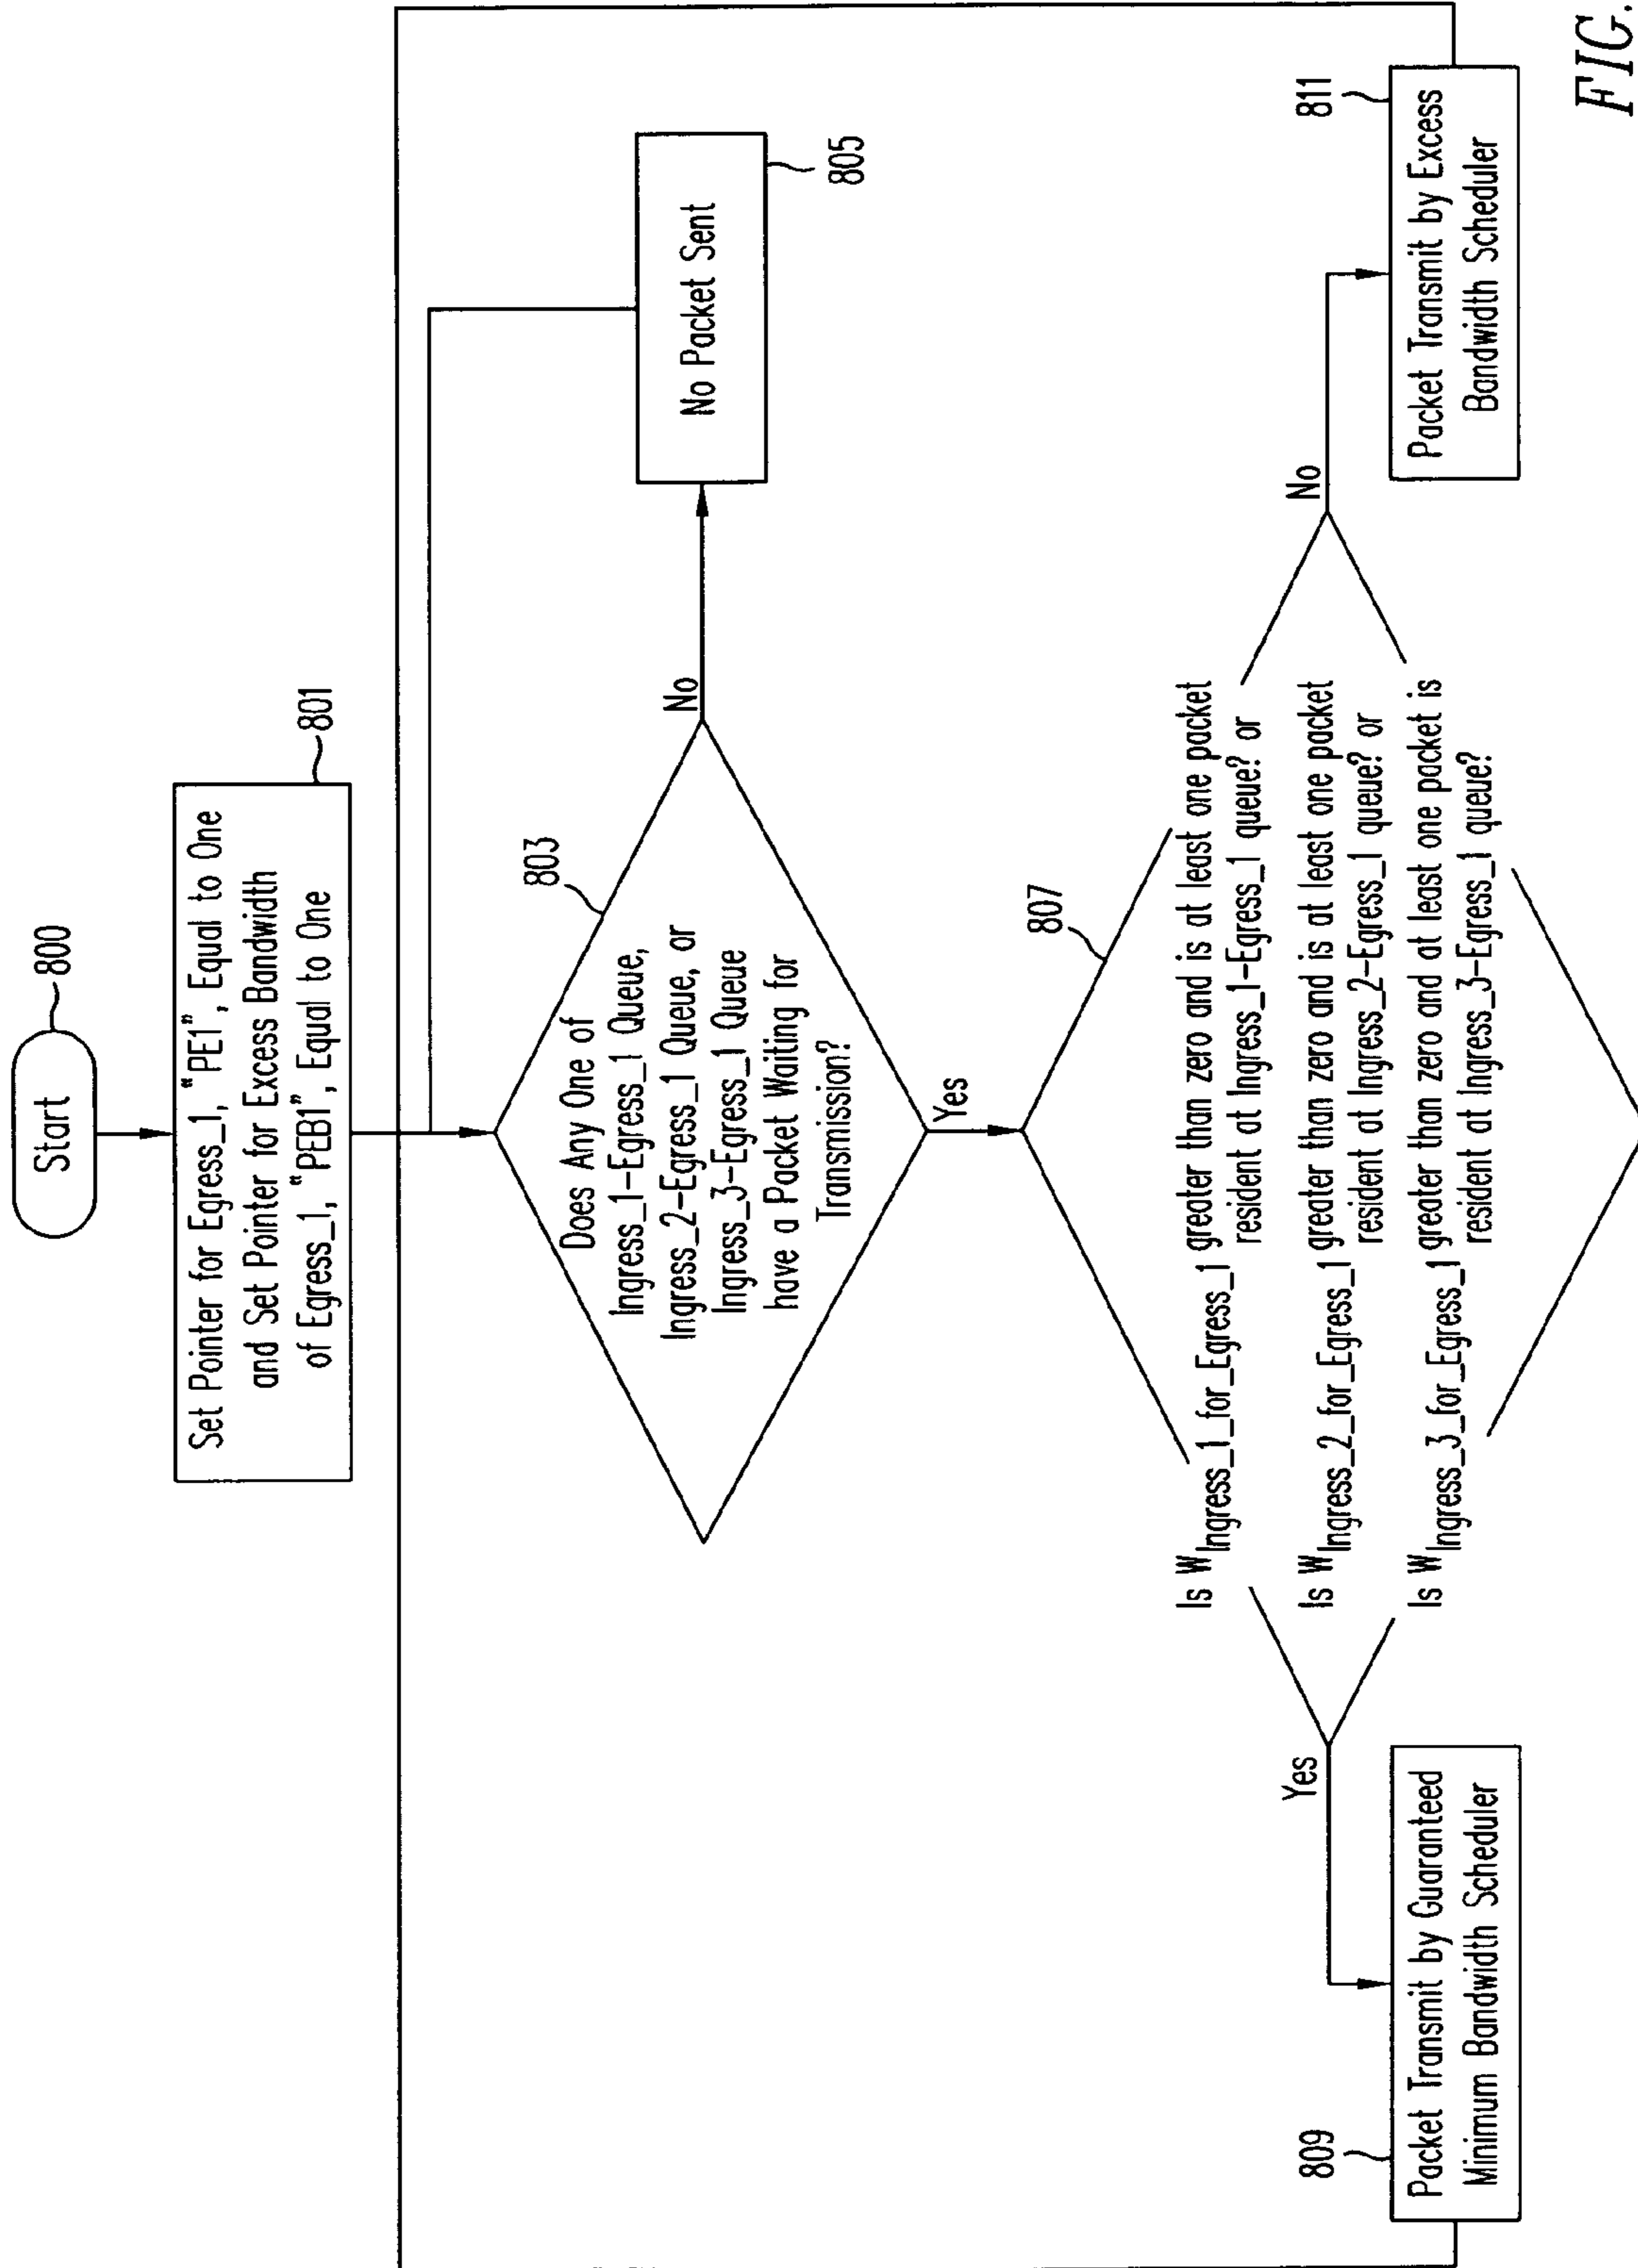 Start
800
Set Pointer for Egress_1, "PE1", Equal to One
and Set Pointer for Excess Bandwidth
of Egress_1, "PEB1", Equal to One
801
Does Any One of
Ingress_1-Egress_1 Queue,
Ingress_2-Egress_1 Queue, or
Ingress_3-Egress_1 Queue
have a Packet Waiting for
Transmission?
803
No
No Packet Sent
805
Yes
807
Is WIngress_1_for_Egress_1 greater than zero and is at least one packet
resident at Ingress_1-Egress_1 queue? or
Is WIngress_2_for_Egress_1 greater than zero and is at least one packet
resident at Ingress_2-Egress_1 queue? or
Is WIngress_3_for_Egress_1 greater than zero and at least one packet is
resident at Ingress_3-Egress_1 queue?
Yes
No
809
Packet Transmit by Guaranteed
Minimum Bandwidth Scheduler
811
Packet Transmit by Excess
Bandwidth Scheduler
FIG.